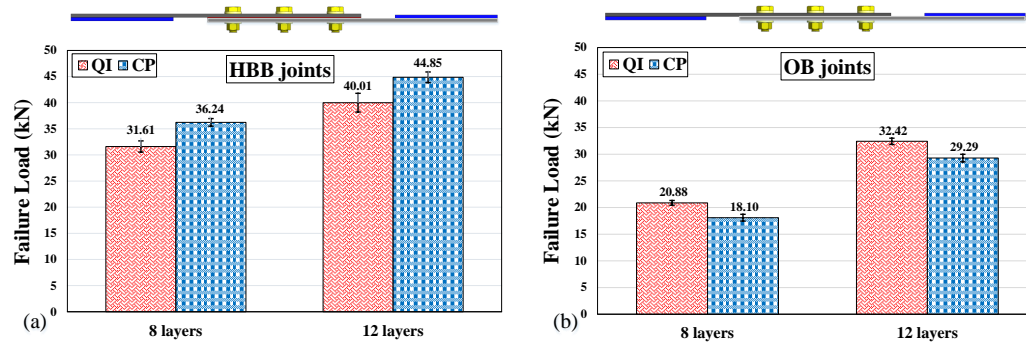 50
45
40
35
30
25
20
15
10
5
0
Failure Load (kN)
QI CP
HBB joints
31.61
36.24
40.01
44.85
8 layers
12 layers
(a)
50
45
40
35
30
25
20
15
10
5
0
Failure Load (kN)
QI CP
OB joints
20.88
18.10
32.42
29.29
8 layers
12 layers
(b)